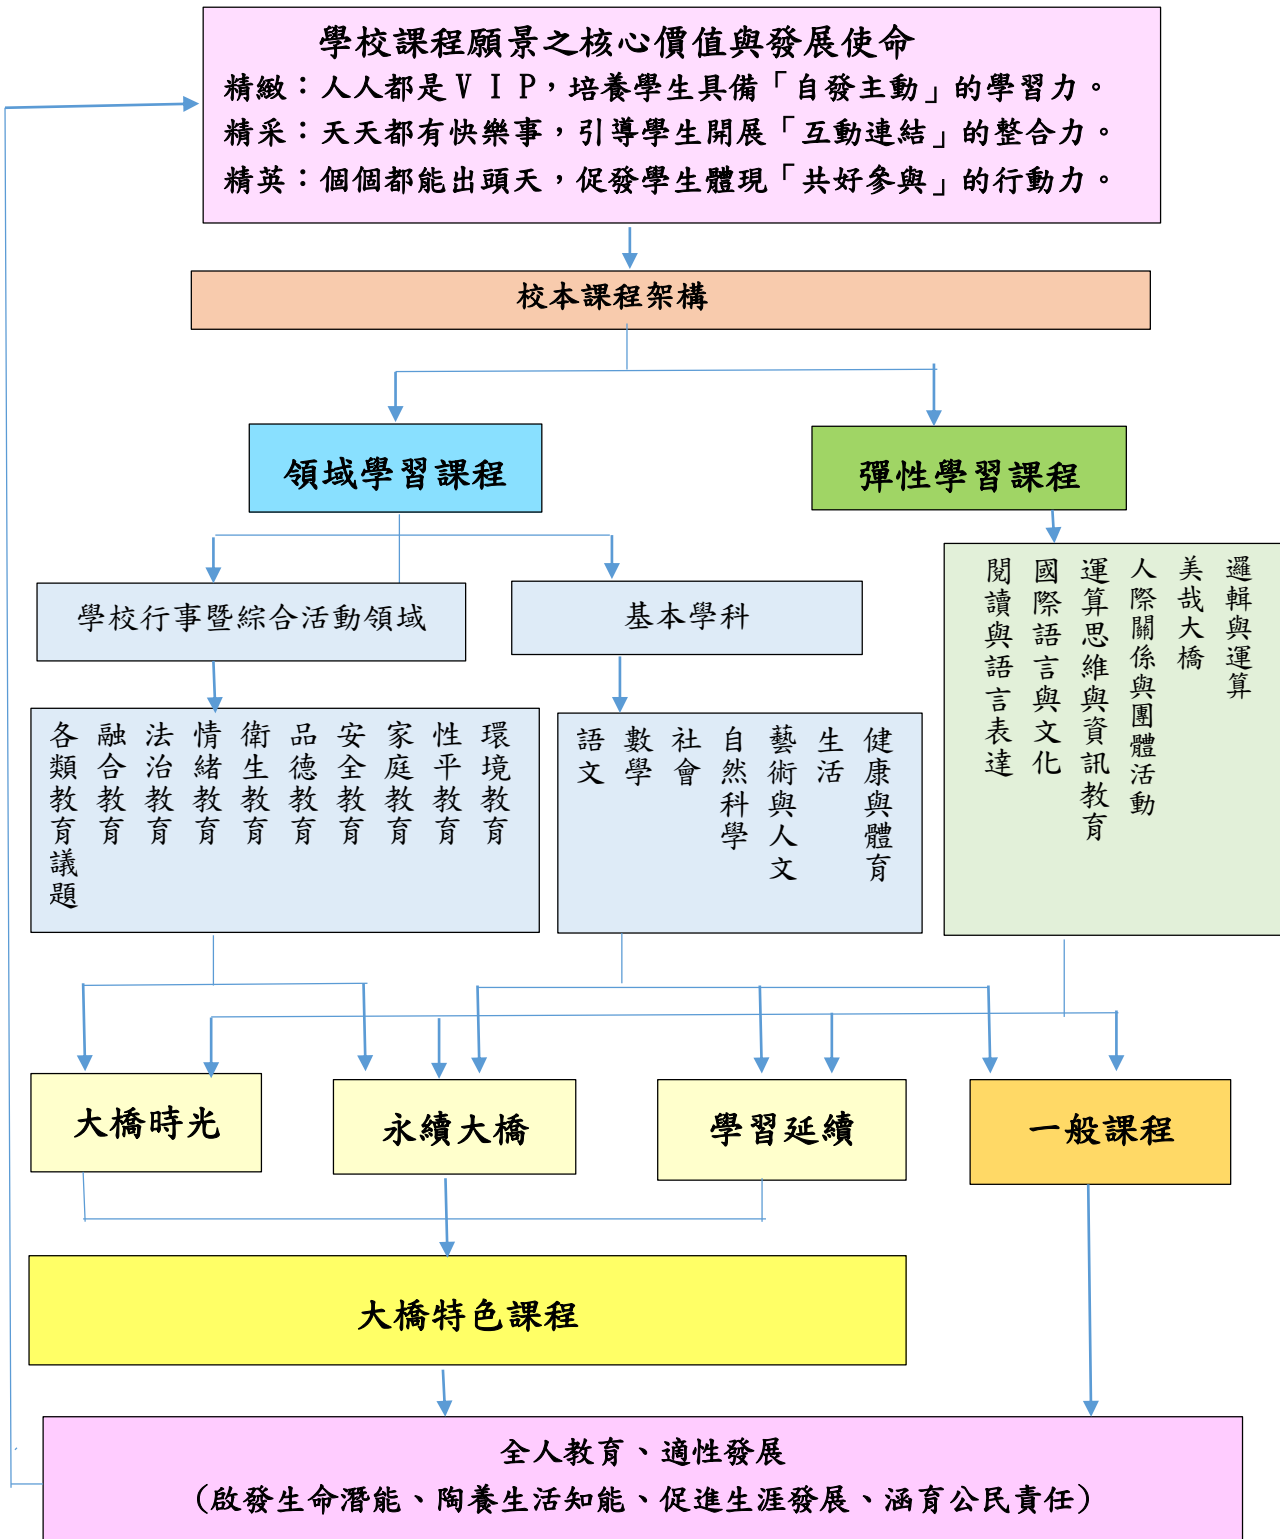 學校課程願景之核心價值與發展使命
精緻：人人都是ＶＩＰ，培養學生具備「自發主動」的學習力。
精采：天天都有快樂事，引導學生開展「互動連結」的整合力。
精英：個個都能出頭天，促發學生體現「共好參與」的行動力。
校本課程架構
領域學習課程
彈性學習課程
學校行事暨綜合活動領域
基本學科
各類教育議題
融合教育
法治教育
情緒教育
衛生教育
品德教育
安全教育
家庭教育
性平教育
環境教育
語文
數學
社會
自然科學
藝術與人文
生活
健康與體育
閱讀與語言表達
國際語言與文化
運算思維與資訊教育
人際關係與團體活動
美哉大橋
邏輯與運算
大橋時光
永續大橋
學習延續
一般課程
大橋特色課程
全人教育、適性發展
(啟發生命潛能、陶養生活知能、促進生涯發展、涵育公民責任)